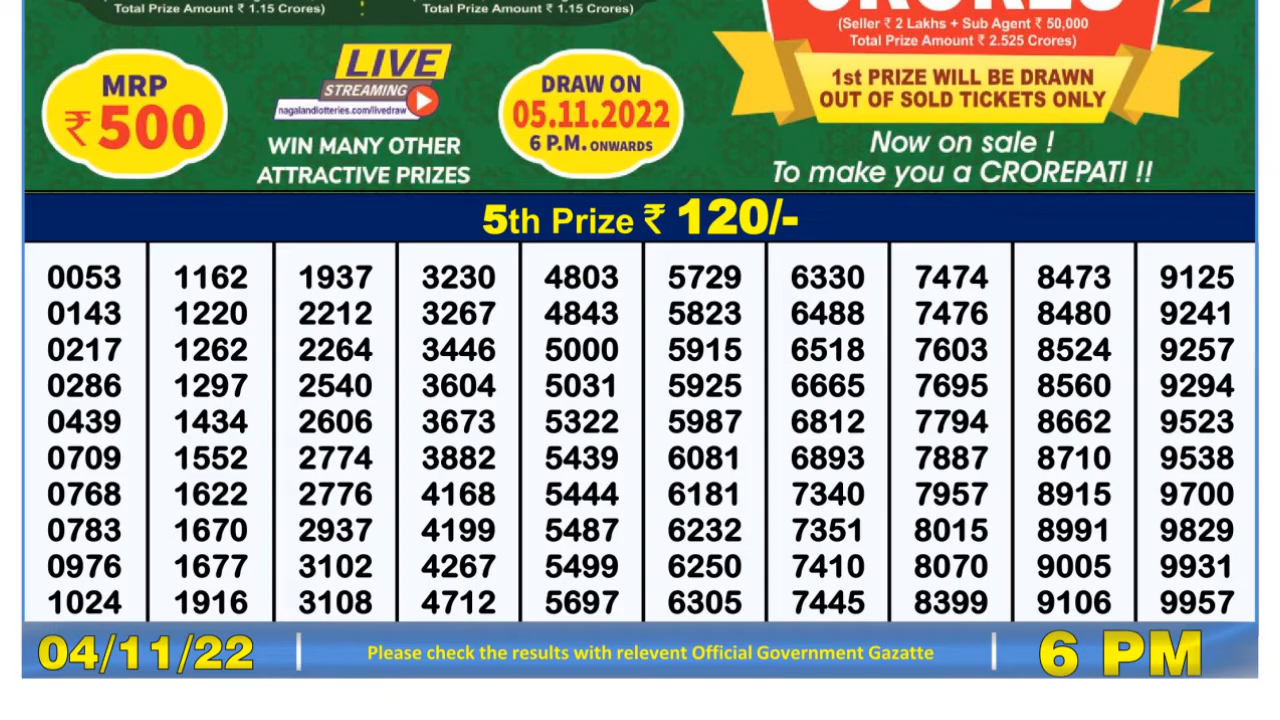 Total Prize Amount ₹ 1.15 Crores)
Total Prize Amount ₹ 1.15 Crores)
CRORES
(Seller ₹ 2 Lakhs + Sub Agent ₹ 50,000
Total Prize Amount ₹ 2.525 Crores)
MRP
₹500
LIVE
STREAMING
nagalandlotteries.com/livedraw
WIN MANY OTHER
ATTRACTIVE PRIZES
DRAW ON
05.11.2022
6 P.M. ONWARDS
1st PRIZE WILL BE DRAWN
OUT OF SOLD TICKETS ONLY
Now on sale !
To make you a CROREPATI !!
5th Prize ₹ 120/-
0053 1162 1937 3230 4803 5729 6330 7474 8473 9125
0143 1220 2212 3267 4843 5823 6488 7476 8480 9241
0217 1262 2264 3446 5000 5915 6518 7603 8524 9257
0286 1297 2540 3604 5031 5925 6665 7695 8560 9294
0439 1434 2606 3673 5322 5987 6812 7794 8662 9523
0709 1552 2774 3882 5439 6081 6893 7887 8710 9538
0768 1622 2776 4168 5444 6181 7340 7957 8915 9700
0783 1670 2937 4199 5487 6232 7351 8015 8991 9829
0976 1677 3102 4267 5499 6250 7410 8070 9005 9931
1024 1916 3108 4712 5697 6305 7445 8399 9106 9957
04/11/22 | Please check the results with relevent Official Government Gazatte | 6 PM